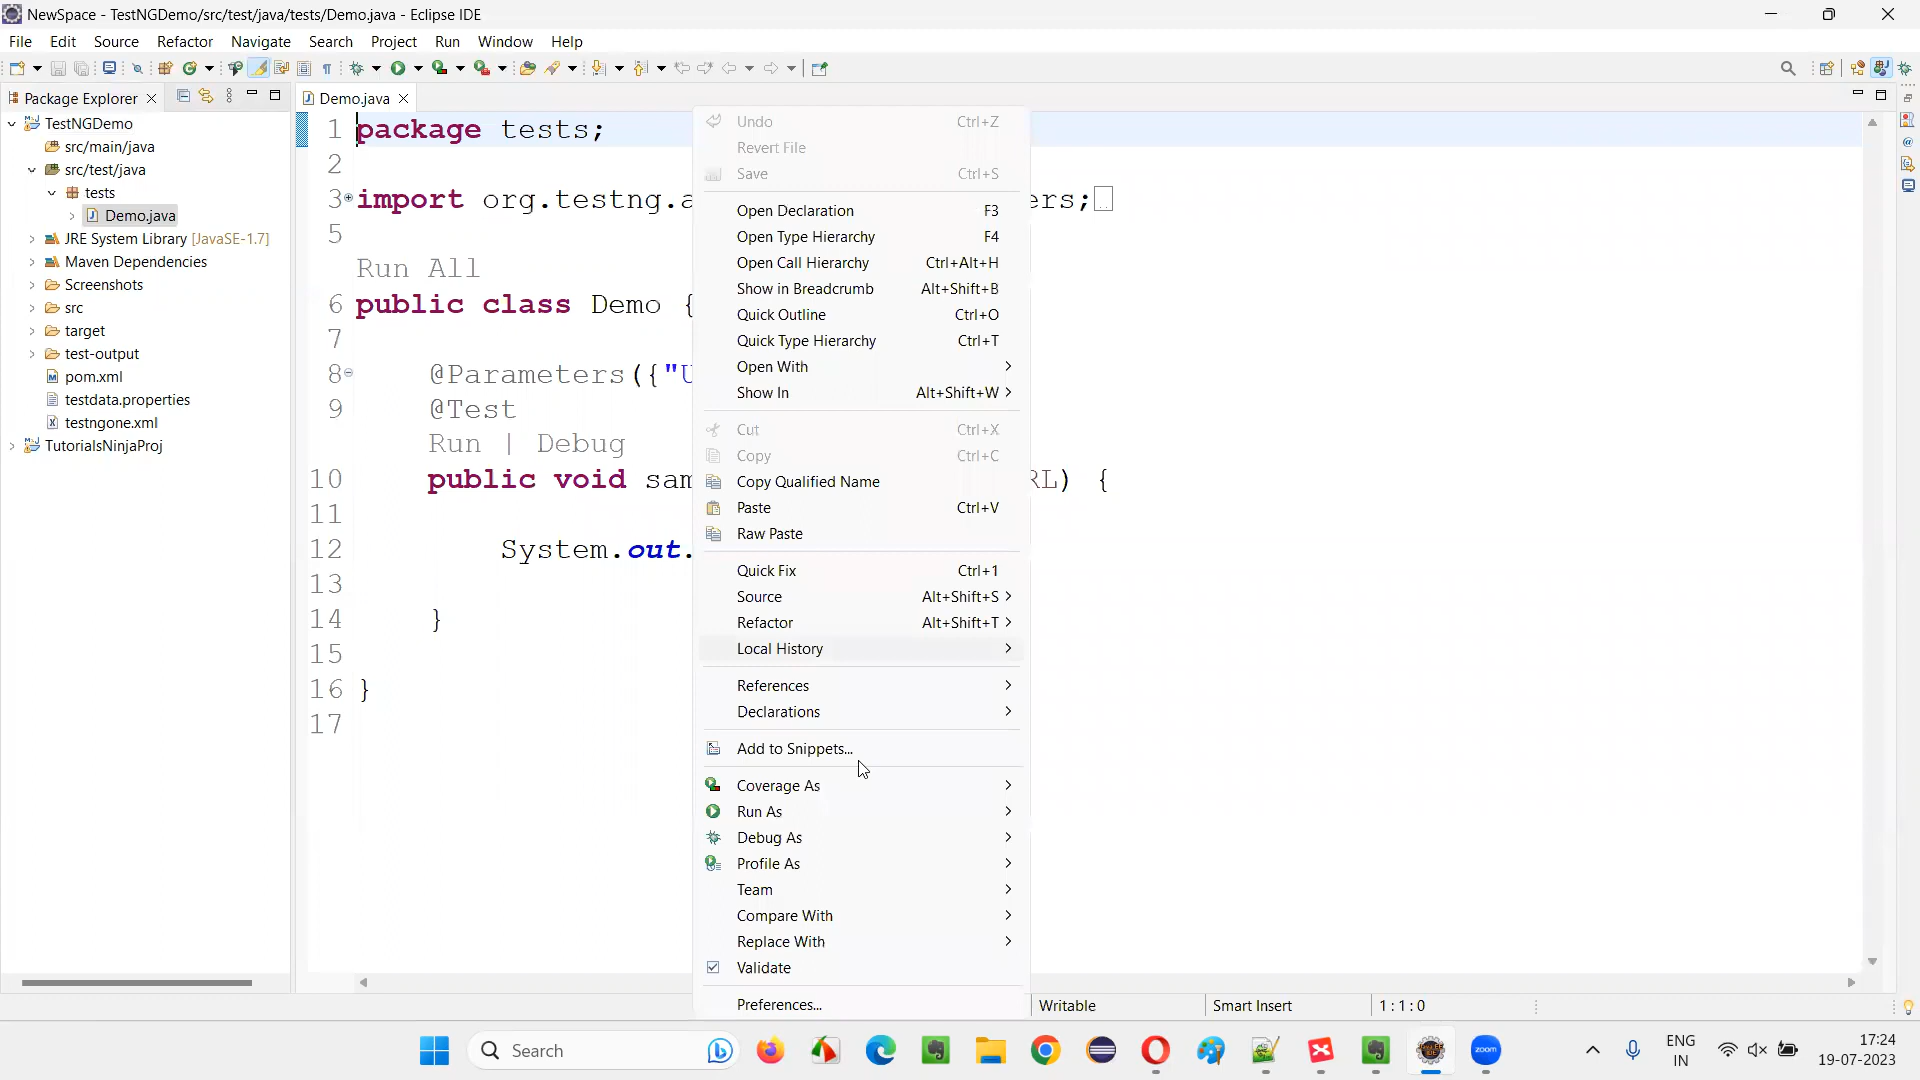 NewSpace - TestNGDemo/src/test/java/tests/Demo.java - Eclipse IDE
File Edit Source Refactor Navigate Search Project Run Window Help
Package Explorer
Demo.java
TestNGDemo
src/main/java
src/test/java
tests
Demo.java
JRE System Library [JavaSE-1.7]
Maven Dependencies
Screenshots
src
target
test-output
pom.xml
testdata.properties
testngone.xml
TutorialsNinjaProj
1 package tests;
2
3 import org.testng.a ers;
5
Run All
6 public class Demo {
7
8 @Parameters({"U
9 @Test
Run | Debug
10 public void sam RL) {
11
12 System.out.
13
14 }
15
16 }
17
Undo Ctrl+Z
Revert File
Save Ctrl+S
Open Declaration F3
Open Type Hierarchy F4
Open Call Hierarchy Ctrl+Alt+H
Show in Breadcrumb Alt+Shift+B
Quick Outline Ctrl+O
Quick Type Hierarchy Ctrl+T
Open With
Show In Alt+Shift+W
Cut Ctrl+X
Copy Ctrl+C
Copy Qualified Name
Paste Ctrl+V
Raw Paste
Quick Fix Ctrl+1
Source Alt+Shift+S
Refactor Alt+Shift+T
Local History
References
Declarations
Add to Snippets...
Coverage As
Run As
Debug As
Profile As
Team
Compare With
Replace With
Validate
Preferences...
Writable Smart Insert 1 : 1 : 0
Search
zoom
ENG
IN
17:24
19-07-2023